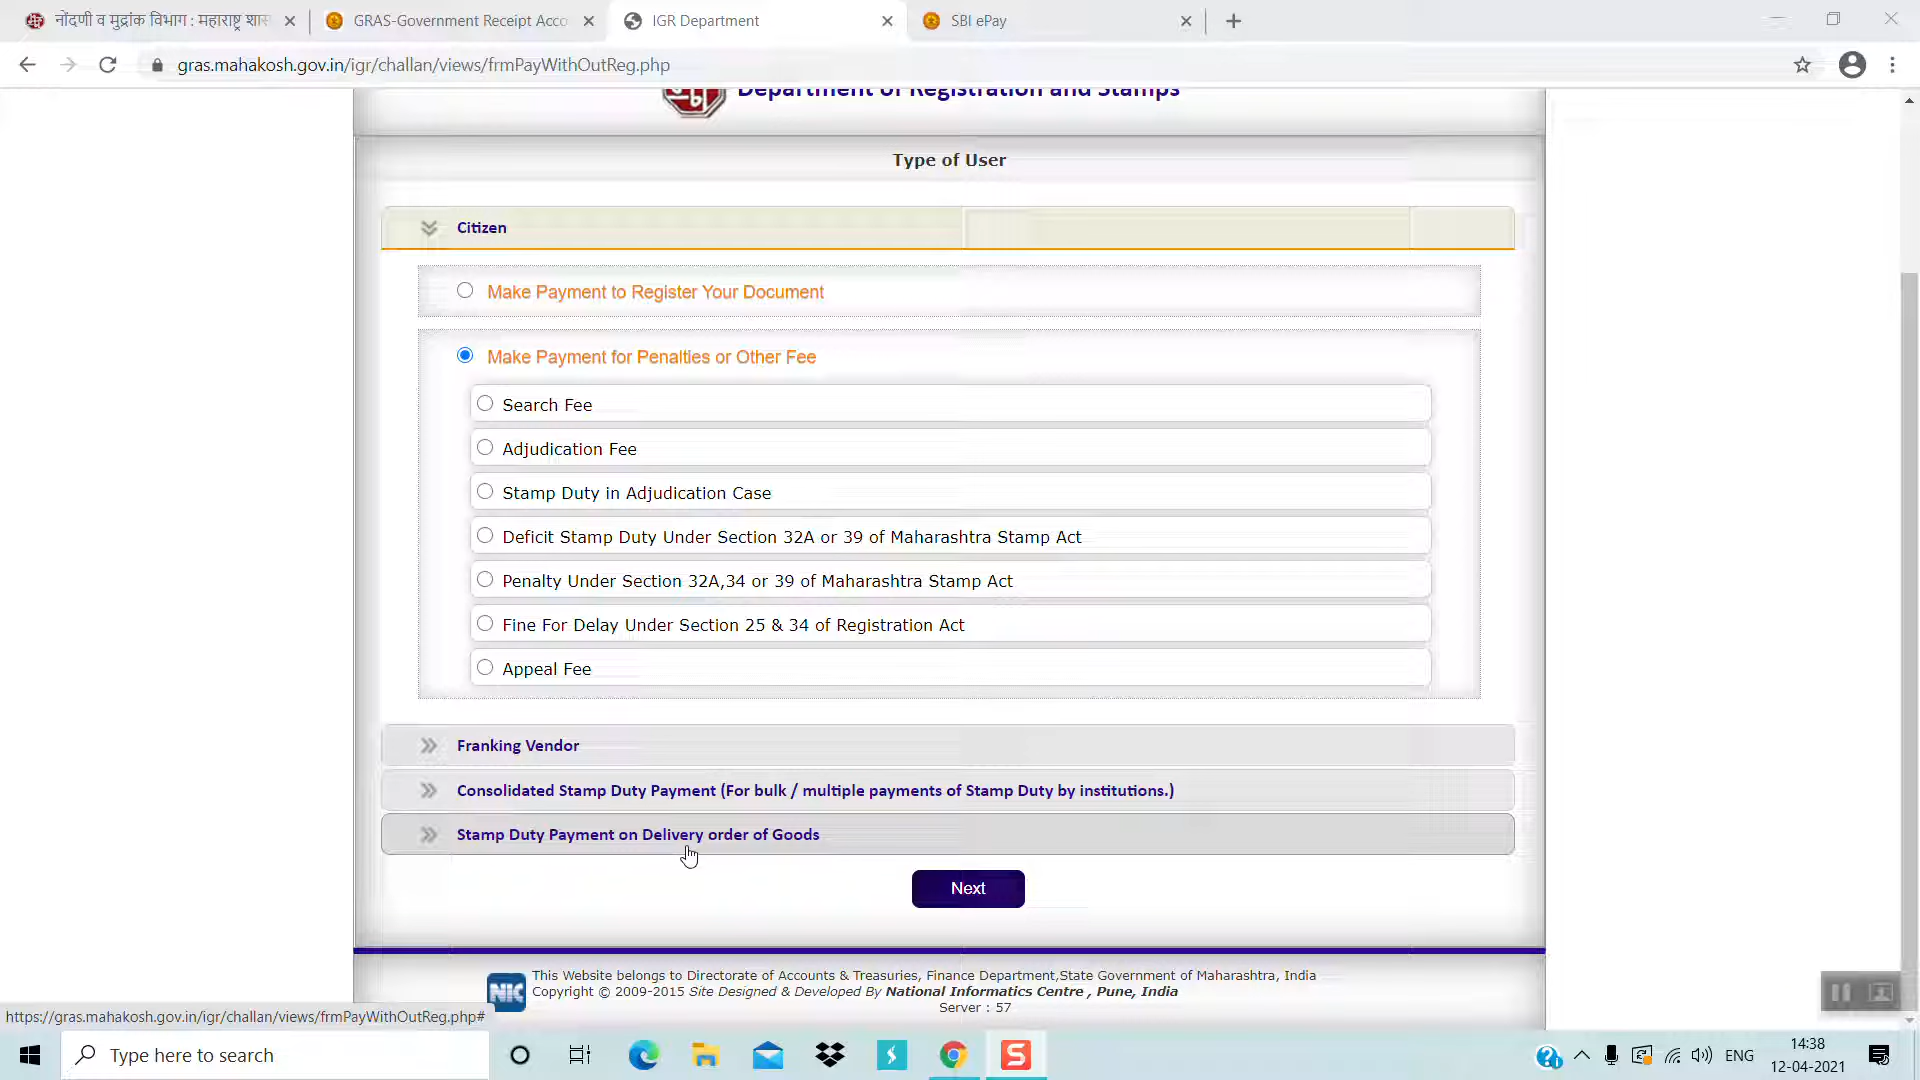 नोंदणी व मुद्रांक विभाग : महाराष्ट्र शास
GRAS-Government Receipt Acco
IGR Department
SBI ePay
gras.mahakosh.gov.in/igr/challan/views/frmPayWithOutReg.php
Department of Registration and Stamps
Type of User
Citizen
Make Payment to Register Your Document
Make Payment for Penalties or Other Fee
Search Fee
Adjudication Fee
Stamp Duty in Adjudication Case
Deficit Stamp Duty Under Section 32A or 39 of Maharashtra Stamp Act
Penalty Under Section 32A,34 or 39 of Maharashtra Stamp Act
Fine For Delay Under Section 25 & 34 of Registration Act
Appeal Fee
Franking Vendor
Consolidated Stamp Duty Payment (For bulk / multiple payments of Stamp Duty by institutions.)
Stamp Duty Payment on Delivery order of Goods
Next
NIC
This Website belongs to Directorate of Accounts & Treasuries, Finance Department,State Government of Maharashtra, India
Copyright © 2009-2015 Site Designed & Developed By National Informatics Centre , Pune, India
Server : 57
https://gras.mahakosh.gov.in/igr/challan/views/frmPayWithOutReg.php#
Type here to search
ENG
14:38
12-04-2021